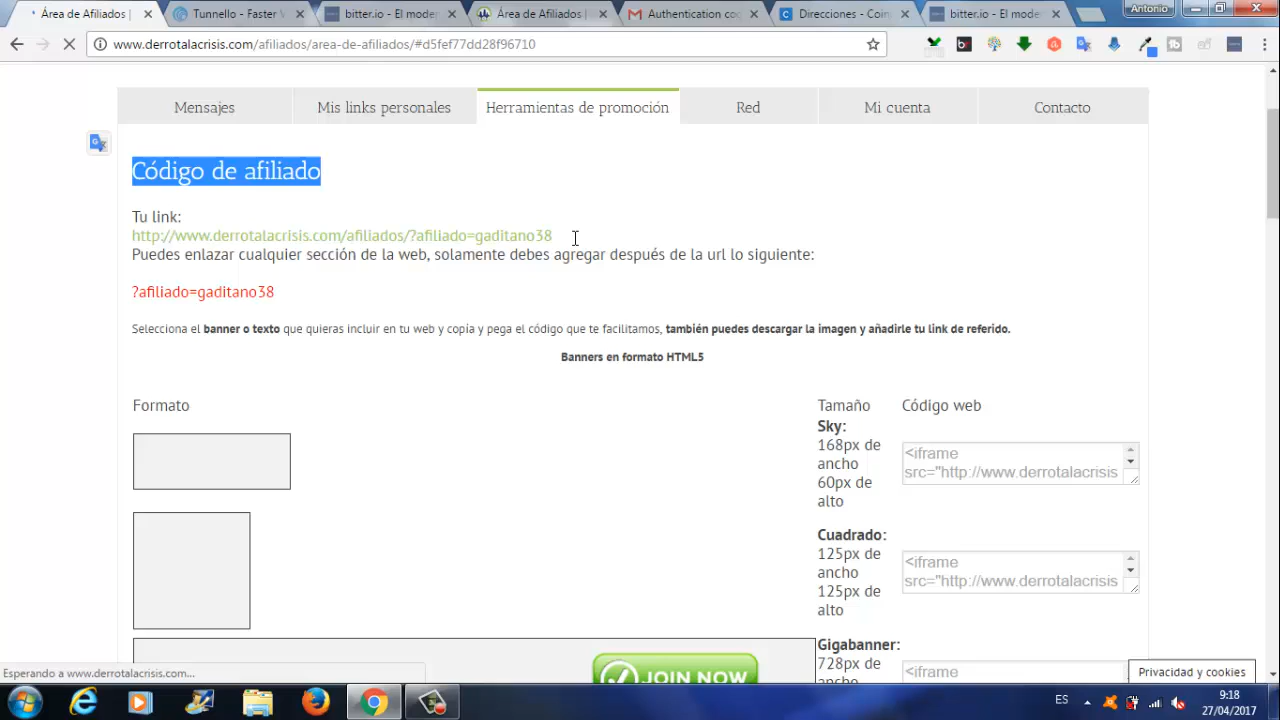 Área de Afiliados |
Tunnello - Faster W
bitter.io - El mode
Área de Afiliados | W
Authentication cod
Direcciones - Coin
bitter.io - El mode
Antonio
www.derrotalacrisis.com/afiliados/area-de-afiliados/#d5fef77dd28f96710
Mensajes
Mis links personales
Herramientas de promoción
Red
Mi cuenta
Contacto
Código de afiliado
Tu link:
http://www.derrotalacrisis.com/afiliados/?afiliado=gaditano38
Puedes enlazar cualquier sección de la web, solamente debes agregar después de la url lo siguiente:
?afiliado=gaditano38
Selecciona el banner o texto que quieras incluir en tu web y copía y pega el código que te facilitamos, también puedes descargar la imagen y añadirle tu link de referido.
Banners en formato HTML5
Formato
Tamaño
Código web
Sky:
168px de
ancho
60px de
alto
<iframe
src="http://www.derrotalacrisis
Cuadrado:
125px de
ancho
125px de
alto
<iframe
src="http://www.derrotalacrisis
Gigabanner:
728px de
ancho
<iframe
JOIN NOW
Esperando a www.derrotalacrisis.com...
Privacidad y cookies
ES
9:18
27/04/2017